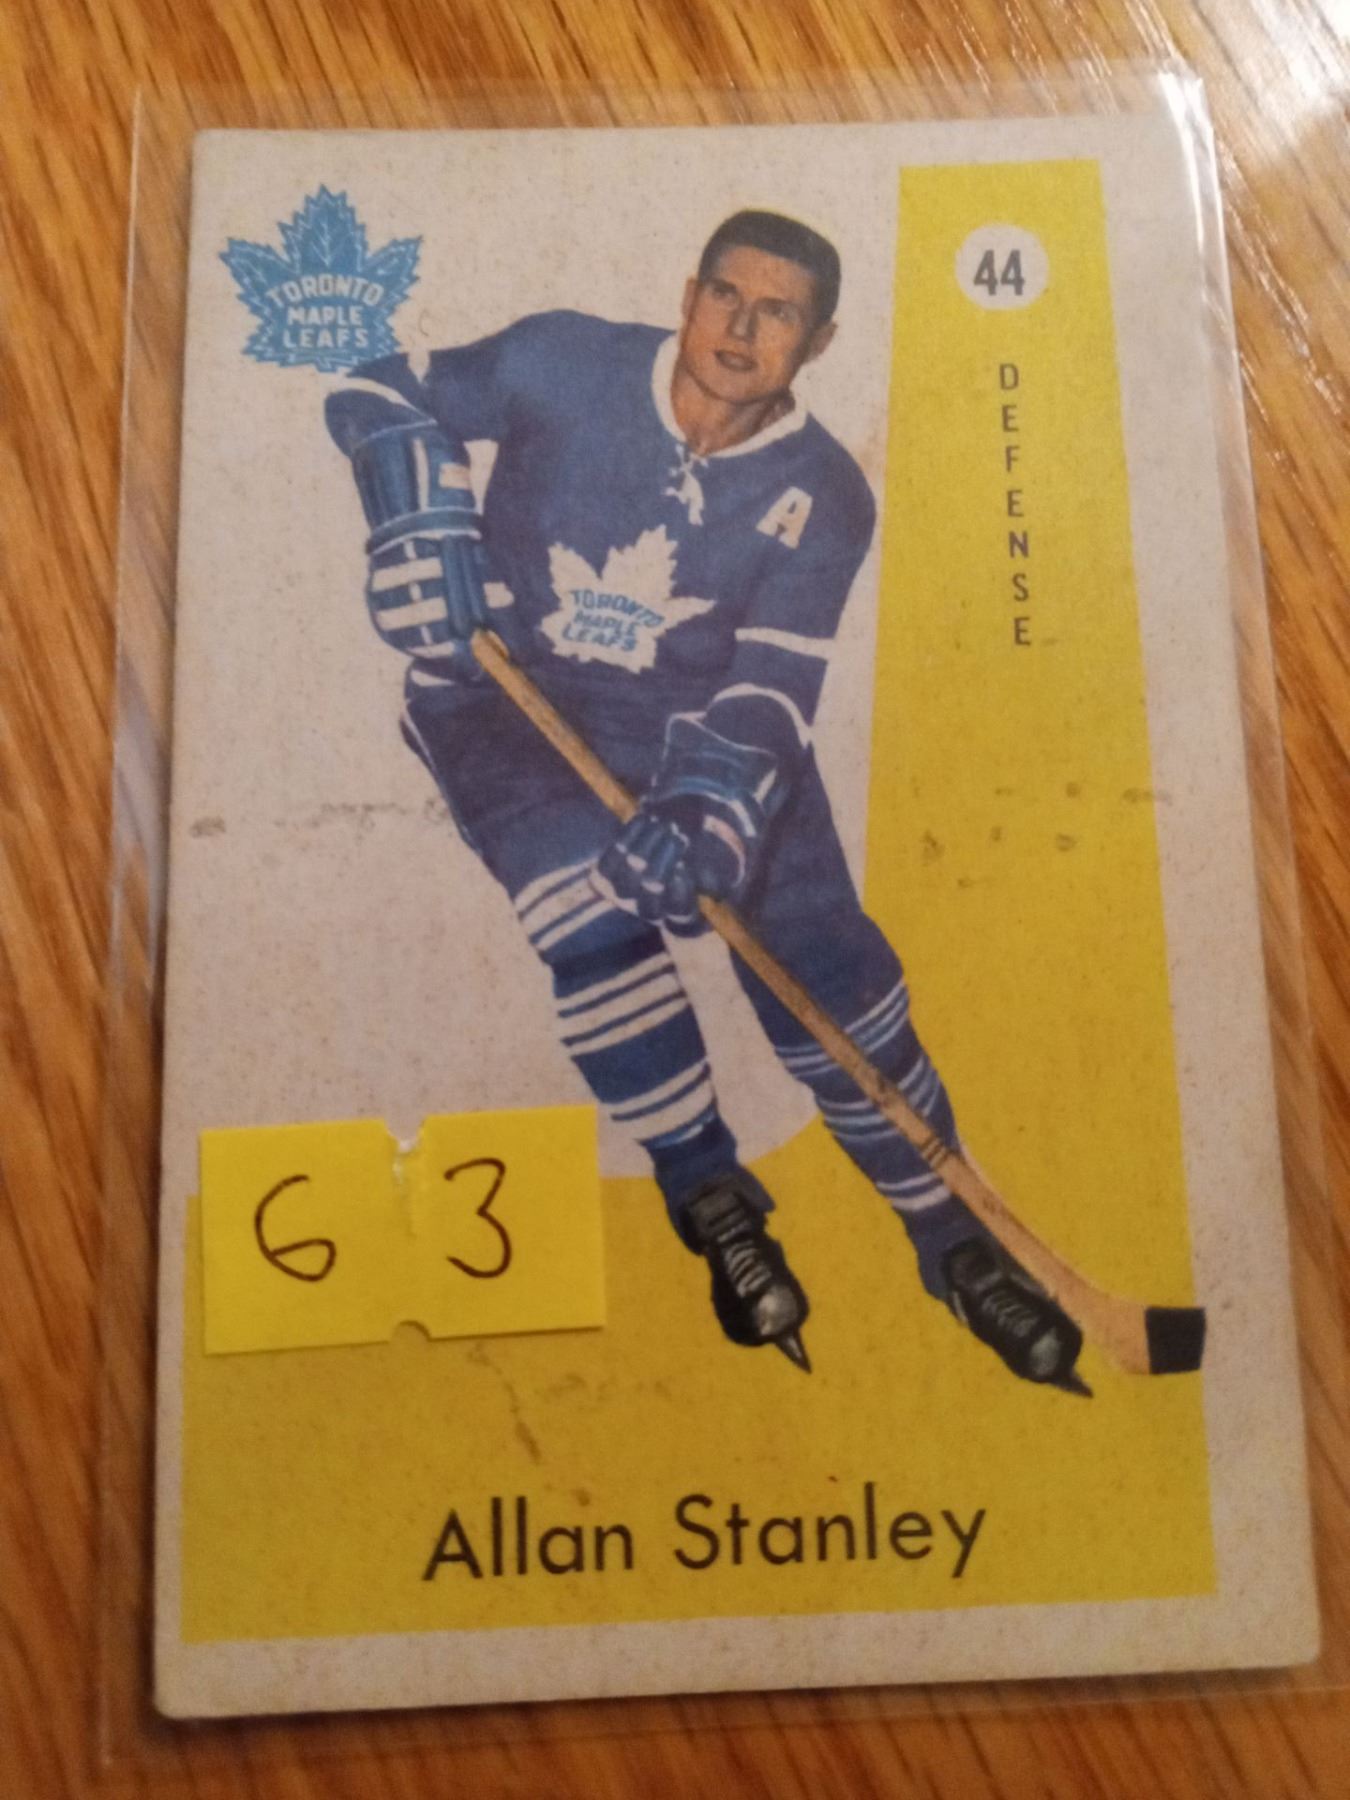 TORONTO
MAPLE
LEAFS
44
DEFENSE
A
TORONTO
MAPLE
LEAFS
6 3
Allan Stanley